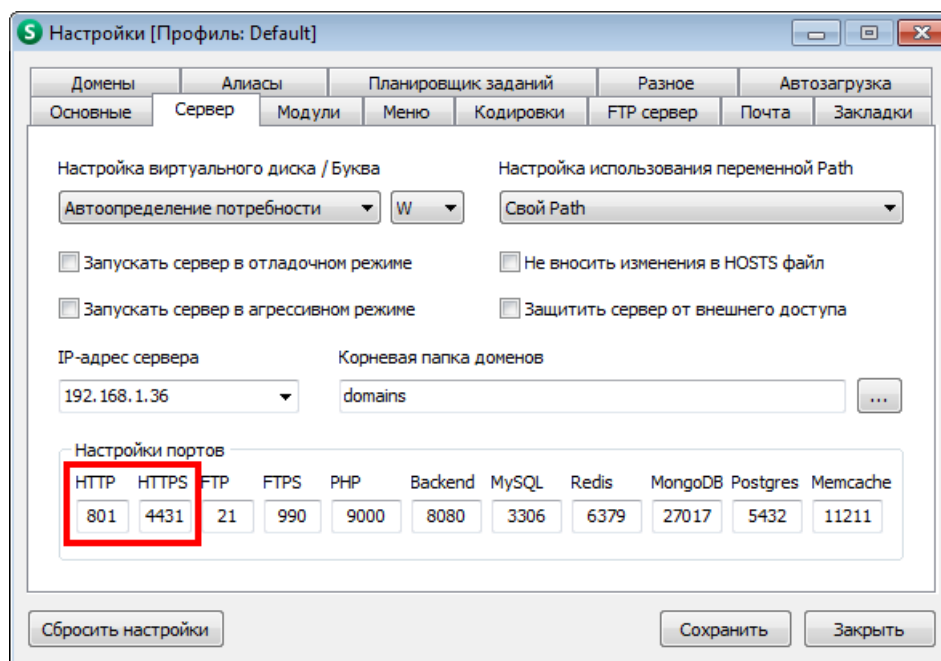 S Настройки [Профиль: Default]
Домены Алиасы Планировщик заданий Разное Автозагрузка
Основные Сервер Модули Меню Кодировки FTP сервер Почта Закладки
Настройка виртуального диска / Буква Настройка использования переменной Path
Автоопределение потребности W Свой Path
Запускать сервер в отладочном режиме Не вносить изменения в HOSTS файл
Запускать сервер в агрессивном режиме Защитить сервер от внешнего доступа
IP-адрес сервера Корневая папка доменов
192.168.1.36 domains ...
Настройки портов
HTTP HTTPS FTP FTPS PHP Backend MySQL Redis MongoDB Postgres Memcache
801 4431 21 990 9000 8080 3306 6379 27017 5432 11211
Сбросить настройки Сохранить Закрыть